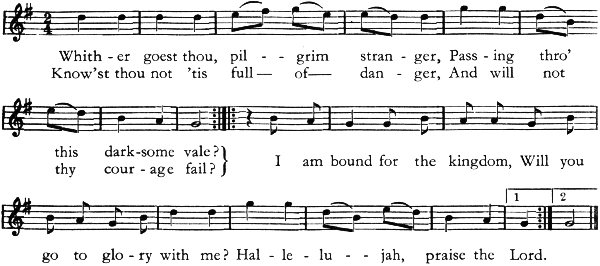 2 4
Whith - er goest thou, pil - - grim stran - ger, Pass - ing thro'
Know'st thou not 'tis full — of — dan - ger, And will not
this dark-some vale? } I am bound for the kingdom, Will you
thy cour - age fail?
1 2
go to glo - ry with me? Hal - le - lu - - jah, praise the Lord.